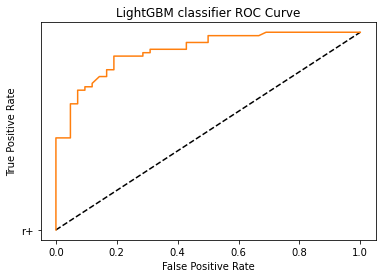 LightGBM classifier ROC Curve
True Positive Rate
r+
0.0 0.2 0.4 0.6 0.8 1.0
False Positive Rate